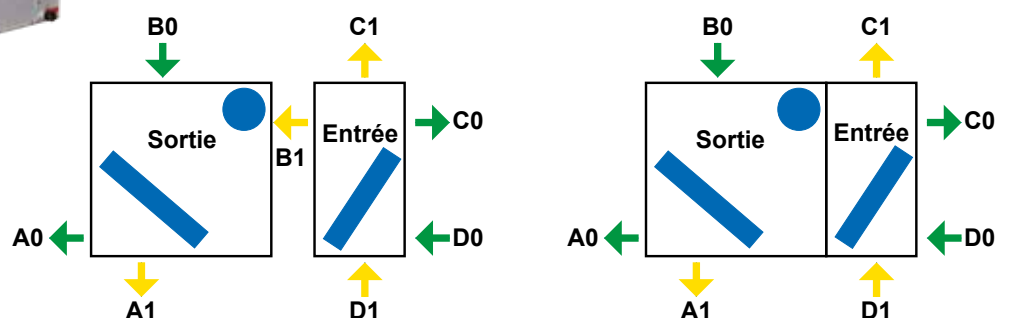 B0 C1
Sortie Entrée
B1 C0
A0 D0
A1 D1
B0 C1
Sortie Entrée
C0
A0 D0
A1 D1